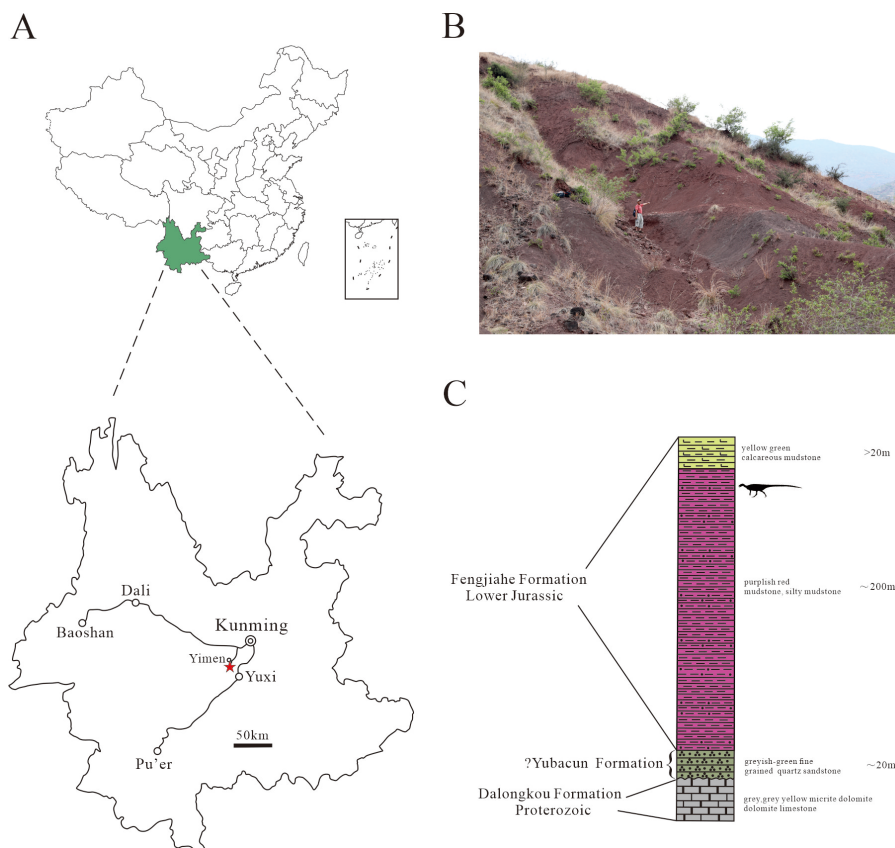 A
B
Dali
Baoshan
Kunming
Yimen
Yuxi
50km
Pu'er
C
yellow green
calcareous mudstone
>20m
Fengjiahe Formation
Lower Jurassic
purplish red
mudstone, silty mudstone
~200m
?Yubacun Formation
greyish-green fine
grained quartz sandstone
~20m
Dalongkou Formation
Proterozoic
grey,grey yellow micrite dolomite
dolomite limestone